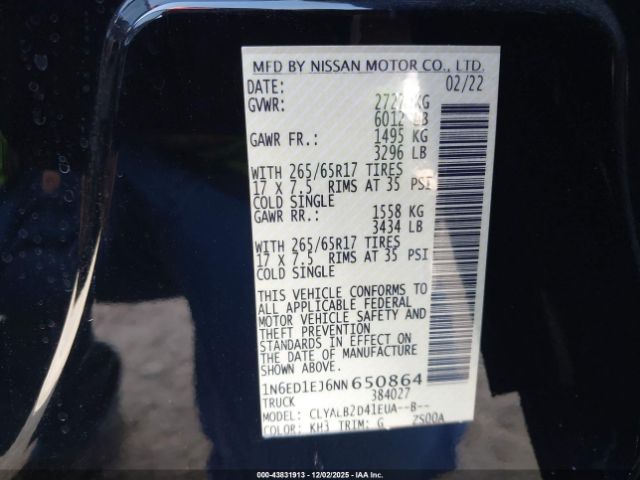 MFD BY NISSAN MOTOR CO., LTD.
DATE: 02/22
GVWR: 2727 KG
6012 LB
GAWR FR.: 1495 KG
3296 LB
WITH 265/65R17 TIRES
17 X 7.5 RIMS AT 35 PSI
COLD SINGLE
GAWR RR.: 1558 KG
3434 LB
WITH 265/65R17 TIRES
17 X 7.5 RIMS AT 35 PSI
COLD SINGLE
THIS VEHICLE CONFORMS TO
ALL APPLICABLE FEDERAL
MOTOR VEHICLE SAFETY AND
THEFT PREVENTION
STANDARDS IN EFFECT ON
THE DATE OF MANUFACTURE
SHOWN ABOVE.
1N6ED1EJ6NN650864
TRUCK 384027
MODEL: CLYALB2D41EUA--B--
COLOR: KH3 TRIM: G 2S00A
000-43831913 - 12/02/2025 - IAAI.COM